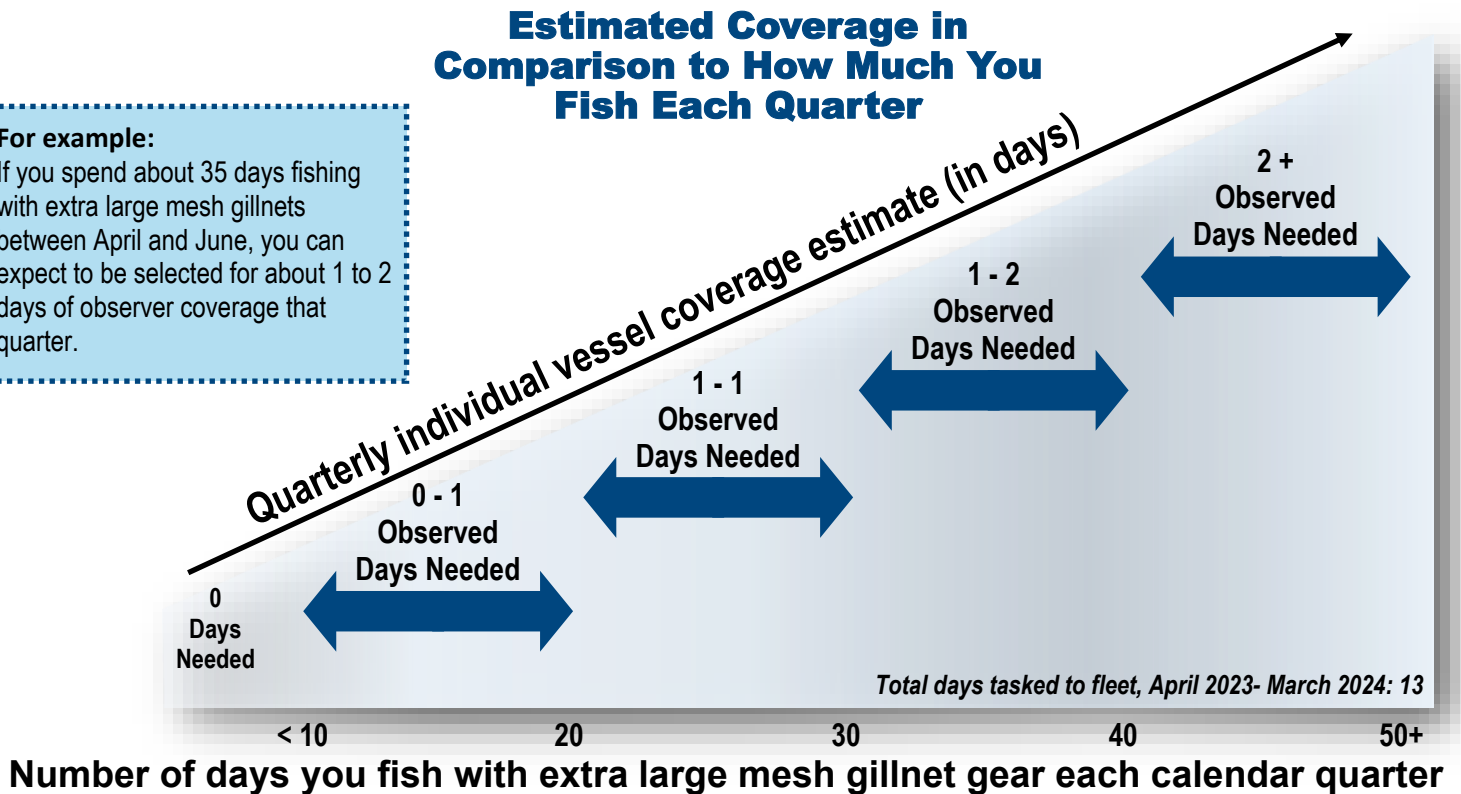 Estimated Coverage in
Comparison to How Much You
Fish Each Quarter
For example:
If you spend about 35 days fishing
with extra large mesh gillnets
between April and June, you can
expect to be selected for about 1 to 2
days of observer coverage that
quarter.
Quarterly individual vessel coverage estimate (in days)
0
Days
Needed
0 - 1
Observed
Days Needed
1 - 1
Observed
Days Needed
1 - 2
Observed
Days Needed
2 +
Observed
Days Needed
Total days tasked to fleet, April 2023- March 2024: 13
< 10 20 30 40 50+
Number of days you fish with extra large mesh gillnet gear each calendar quarter